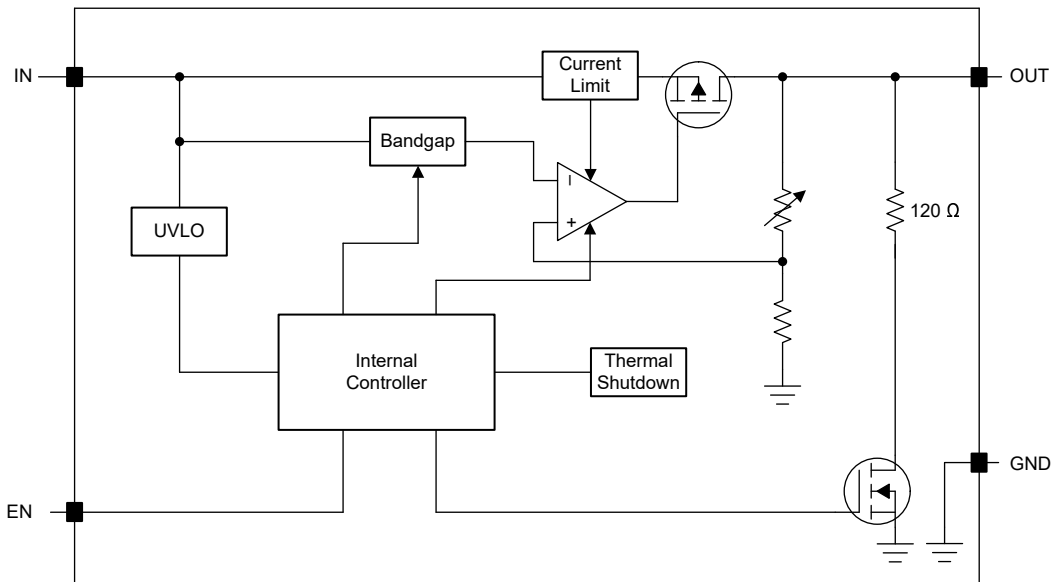 IN
Current
Limit
OUT
Bandgap
–
+
UVLO
120 Ω
Internal
Controller
Thermal
Shutdown
GND
EN